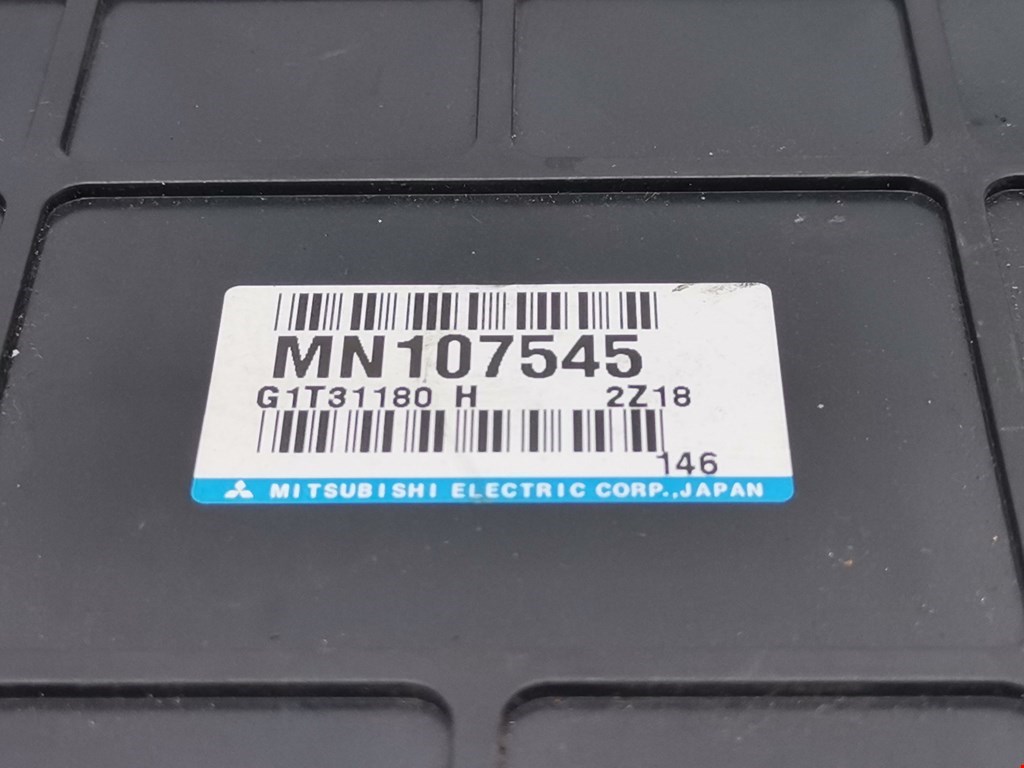 MN107545
G1T31180 H 2Z18
146
MITSUBISHI ELECTRIC CORP.,JAPAN